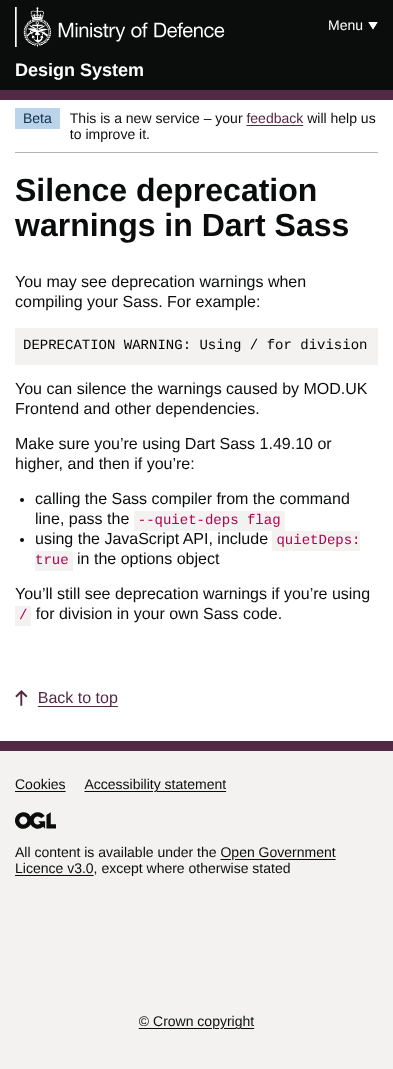 Ministry of Defence
Menu
Design System
Beta
This is a new service – your feedback will help us
to improve it.
Silence deprecation
warnings in Dart Sass
You may see deprecation warnings when
compiling your Sass. For example:
DEPRECATION WARNING: Using / for division
You can silence the warnings caused by MOD.UK
Frontend and other dependencies.
Make sure you’re using Dart Sass 1.49.10 or
higher, and then if you’re:
• calling the Sass compiler from the command
line, pass the --quiet-deps flag
• using the JavaScript API, include quietDeps:
true in the options object
You’ll still see deprecation warnings if you’re using
/ for division in your own Sass code.
Back to top
Cookies Accessibility statement
OGL
All content is available under the Open Government
Licence v3.0, except where otherwise stated
© Crown copyright